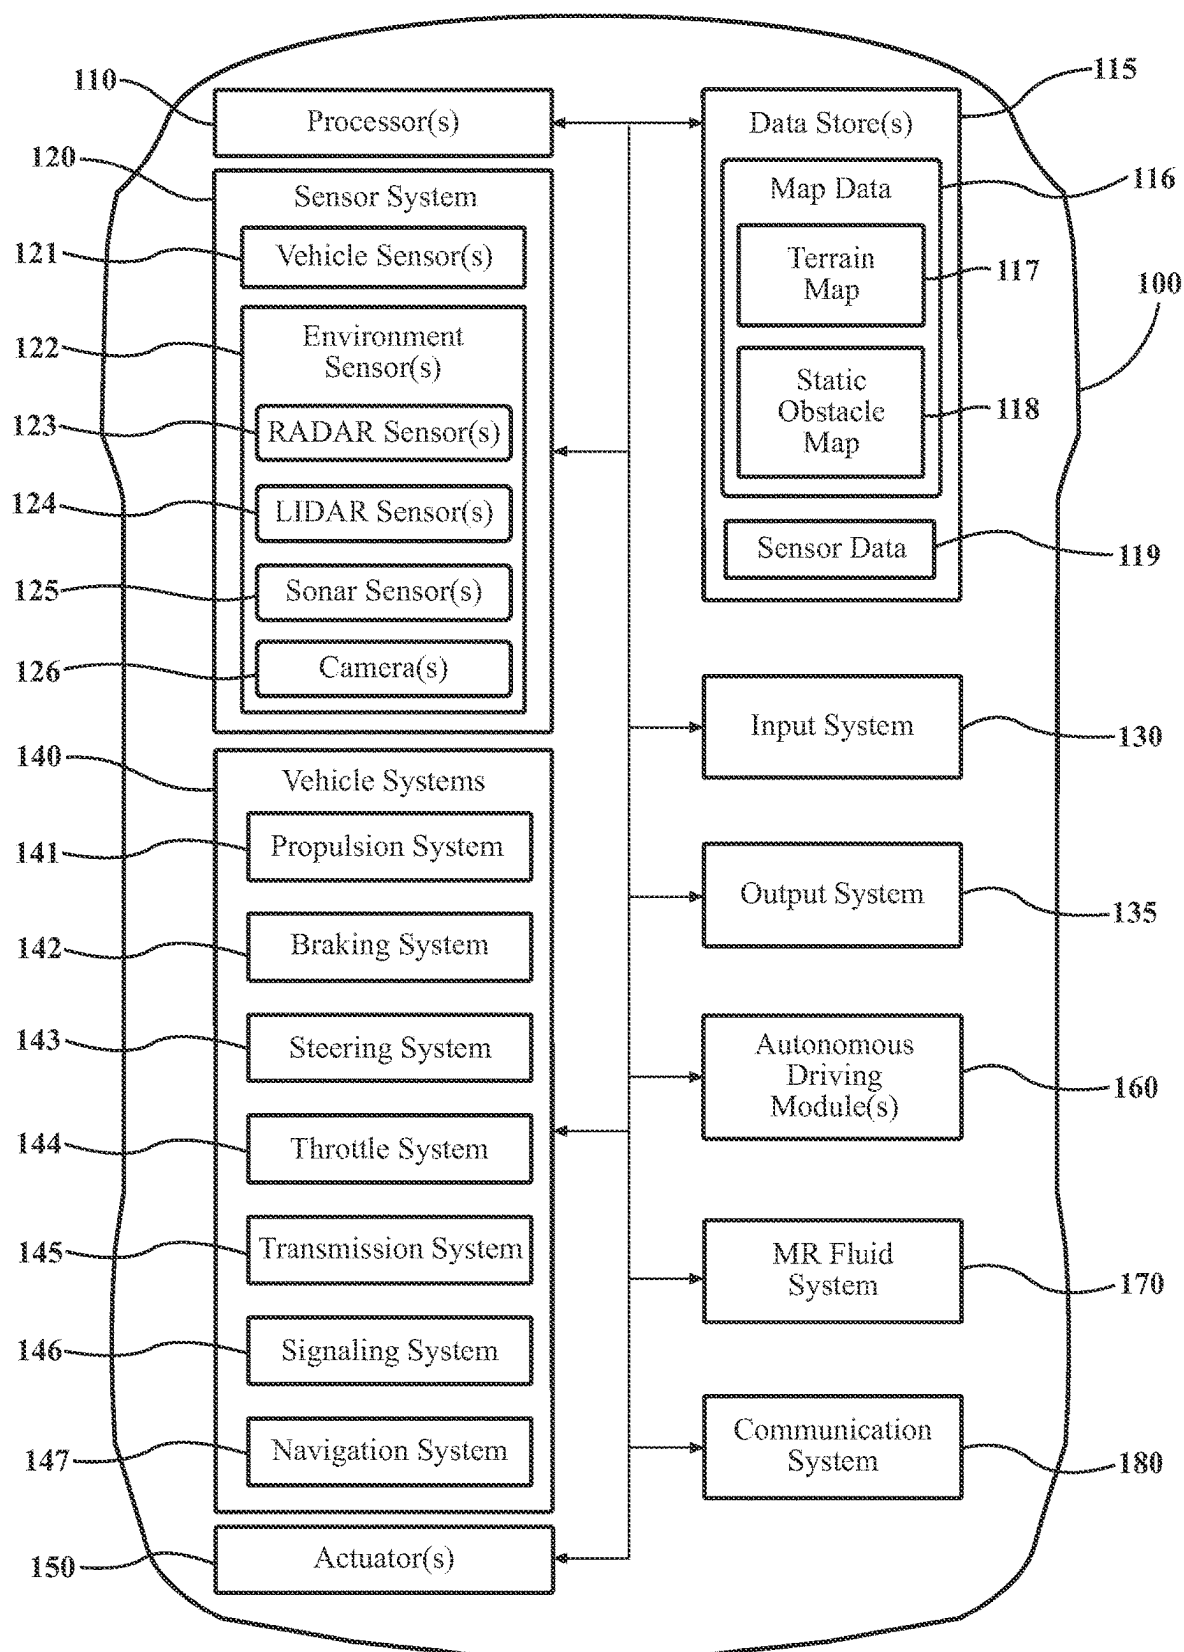 110
Processor(s)
120
Sensor System
121
Vehicle Sensor(s)
122
Environment
Sensor(s)
123
RADAR Sensor(s)
124
LIDAR Sensor(s)
125
Sonar Sensor(s)
126
Camera(s)
140
Vehicle Systems
141
Propulsion System
142
Braking System
143
Steering System
144
Throttle System
145
Transmission System
146
Signaling System
147
Navigation System
150
Actuator(s)
115
Data Store(s)
116
Map Data
Terrain
Map
117
100
Static
Obstacle
Map
118
Sensor Data
119
Input System
130
Output System
135
Autonomous
Driving
Module(s)
160
MR Fluid
System
170
Communication
System
180